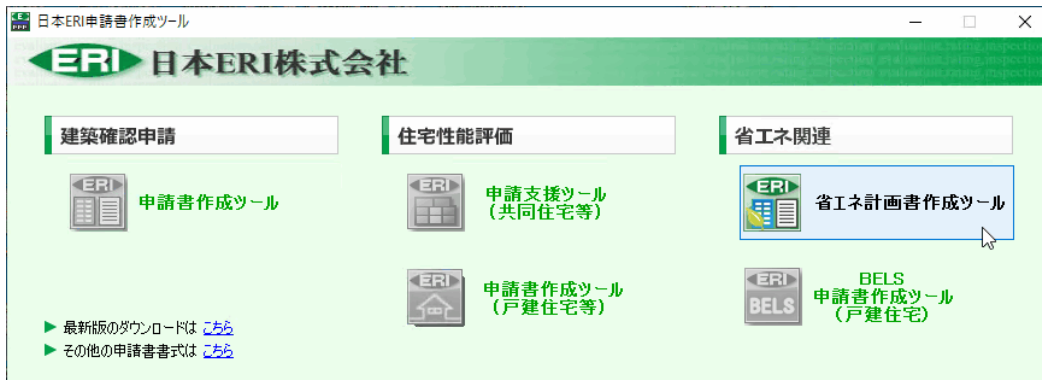 日本ERI申請書作成ツール
ERI 日本ERI株式会社
建築確認申請
ERI
申請書作成ツール
最新版のダウンロードは こちら
その他の申請書書式は こちら
住宅性能評価
ERI
申請支援ツール
(共同住宅等)
ERI
申請書作成ツール
(戸建住宅等)
省エネ関連
ERI
省エネ計画書作成ツール
ERI
BELS
BELS
申請書作成ツール
(戸建住宅)